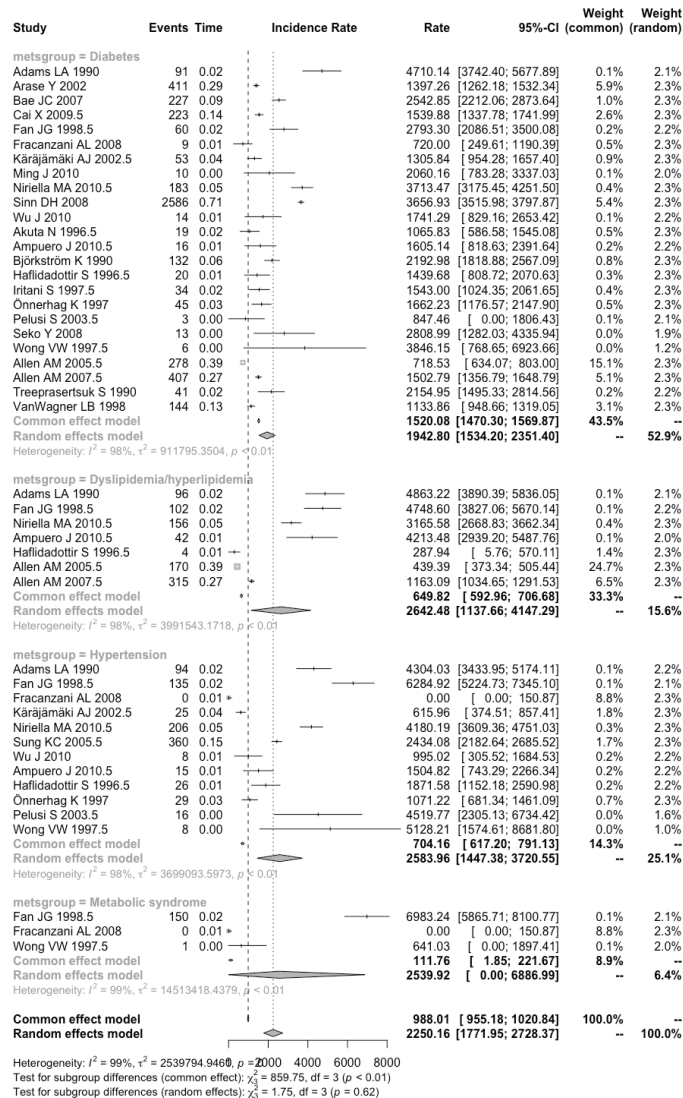 Weight Weight
Study Events Time Incidence Rate Rate 95%-CI (common) (random)
metsgroup = Diabetes
Adams LA 1990 91 0.02 4710.14 [3742.40; 5677.89] 0.1% 2.1%
Arase Y 2002 411 0.29 1397.26 [1262.18; 1532.34] 5.9% 2.3%
Bae JC 2007 227 0.09 2542.85 [2212.06; 2873.64] 1.0% 2.3%
Cai X 2009.5 223 0.14 1539.88 [1337.78; 1741.99] 2.6% 2.3%
Fan JG 1998.5 60 0.02 2793.30 [2086.51; 3500.08] 0.2% 2.2%
Fracanzani AL 2008 9 0.01 720.00 [ 249.61; 1190.39] 0.5% 2.3%
Käräjämäki AJ 2002.5 53 0.04 1305.84 [ 954.28; 1657.40] 0.9% 2.3%
Ming J 2010 10 0.00 2060.16 [ 783.28; 3337.03] 0.1% 2.0%
Niriella MA 2010.5 183 0.05 3713.47 [3175.45; 4251.50] 0.4% 2.3%
Sinn DH 2008 2586 0.71 3656.93 [3515.98; 3797.87] 5.4% 2.3%
Wu J 2010 14 0.01 1741.29 [ 829.16; 2653.42] 0.1% 2.2%
Akuta N 1996.5 19 0.02 1065.83 [ 586.58; 1545.08] 0.5% 2.3%
Ampuero J 2010.5 16 0.01 1605.14 [ 818.63; 2391.64] 0.2% 2.2%
Björkström K 1990 132 0.06 2192.98 [1818.88; 2567.09] 0.8% 2.3%
Haflidadottir S 1996.5 20 0.01 1439.68 [ 808.72; 2070.63] 0.3% 2.3%
Iritani S 1997.5 34 0.02 1543.00 [1024.35; 2061.65] 0.4% 2.3%
Önnerhag K 1997 45 0.03 1662.23 [1176.57; 2147.90] 0.5% 2.3%
Pelusi S 2003.5 3 0.00 847.46 [ 0.00; 1806.43] 0.1% 2.1%
Seko Y 2008 13 0.00 2808.99 [1282.03; 4335.94] 0.0% 1.9%
Wong VW 1997.5 6 0.00 3846.15 [ 768.65; 6923.66] 0.0% 1.2%
Allen AM 2005.5 278 0.39 718.53 [ 634.07; 803.00] 15.1% 2.3%
Allen AM 2007.5 407 0.27 1502.79 [1356.79; 1648.79] 5.1% 2.3%
Treeprasertsuk S 1990 41 0.02 2154.95 [1495.33; 2814.56] 0.2% 2.3%
VanWagner LB 1998 144 0.13 1133.86 [ 948.66; 1319.05] 3.1% 2.3%
Common effect model 1520.08 [1470.30; 1569.87] 43.5% --
Random effects model 1942.80 [1534.20; 2351.40] -- 52.9%
Heterogeneity: I² = 98%, τ² = 911795.3504, p < 0.01
metsgroup = Dyslipidemia/hyperlipidemia
Adams LA 1990 96 0.02 4863.22 [3890.39; 5836.05] 0.1% 2.1%
Fan JG 1998.5 102 0.02 4748.60 [3827.06; 5670.14] 0.1% 2.2%
Niriella MA 2010.5 156 0.05 3165.58 [2668.83; 3662.34] 0.4% 2.3%
Ampuero J 2010.5 42 0.01 4213.48 [2939.20; 5487.76] 0.1% 2.0%
Haflidadottir S 1996.5 4 0.01 287.94 [ 5.76; 570.11] 1.4% 2.3%
Allen AM 2005.5 170 0.39 439.39 [ 373.34; 505.44] 24.7% 2.3%
Allen AM 2007.5 315 0.27 1163.09 [1034.65; 1291.53] 6.5% 2.3%
Common effect model 649.82 [ 592.96; 706.68] 33.3% --
Random effects model 2642.48 [1137.66; 4147.29] -- 15.6%
Heterogeneity: I² = 98%, τ² = 3991543.1718, p < 0.01
metsgroup = Hypertension
Adams LA 1990 94 0.02 4304.03 [3433.95; 5174.11] 0.1% 2.2%
Fan JG 1998.5 135 0.02 6284.92 [5224.73; 7345.10] 0.1% 2.1%
Fracanzani AL 2008 0 0.01 0.00 [ 0.00; 150.87] 8.8% 2.3%
Käräjämäki AJ 2002.5 25 0.04 615.96 [ 374.51; 857.41] 1.8% 2.3%
Niriella MA 2010.5 206 0.05 4180.19 [3609.36; 4751.03] 0.3% 2.3%
Sung KC 2005.5 360 0.15 2434.08 [2182.64; 2685.52] 1.7% 2.3%
Wu J 2010 8 0.01 995.02 [ 305.52; 1684.53] 0.2% 2.2%
Ampuero J 2010.5 15 0.01 1504.82 [ 743.29; 2266.34] 0.2% 2.2%
Haflidadottir S 1996.5 26 0.01 1871.58 [1152.18; 2590.98] 0.2% 2.2%
Önnerhag K 1997 29 0.03 1071.22 [ 681.34; 1461.09] 0.7% 2.3%
Pelusi S 2003.5 16 0.00 4519.77 [2305.13; 6734.42] 0.0% 1.6%
Wong VW 1997.5 8 0.00 5128.21 [1574.61; 8681.80] 0.0% 1.0%
Common effect model 704.16 [ 617.20; 791.13] 14.3% --
Random effects model 2583.96 [1447.38; 3720.55] -- 25.1%
Heterogeneity: I² = 98%, τ² = 3699093.5973, p < 0.01
metsgroup = Metabolic syndrome
Fan JG 1998.5 150 0.02 6983.24 [5865.71; 8100.77] 0.1% 2.1%
Fracanzani AL 2008 0 0.01 0.00 [ 0.00; 150.87] 8.8% 2.3%
Wong VW 1997.5 1 0.00 641.03 [ 0.00; 1897.41] 0.1% 2.0%
Common effect model 111.76 [ 1.85; 221.67] 8.9% --
Random effects model 2539.92 [ 0.00; 6886.99] -- 6.4%
Heterogeneity: I² = 99%, τ² = 14513418.4379, p < 0.01
Common effect model 988.01 [ 955.18; 1020.84] 100.0% --
Random effects model 2250.16 [1771.95; 2728.37] -- 100.0%
Heterogeneity: I² = 99%, τ² = 2539794.9460, p = 0 2000 4000 6000 8000
Test for subgroup differences (common effect): χ²₃ = 859.75, df = 3 (p < 0.01)
Test for subgroup differences (random effects): χ²₃ = 1.75, df = 3 (p = 0.62)